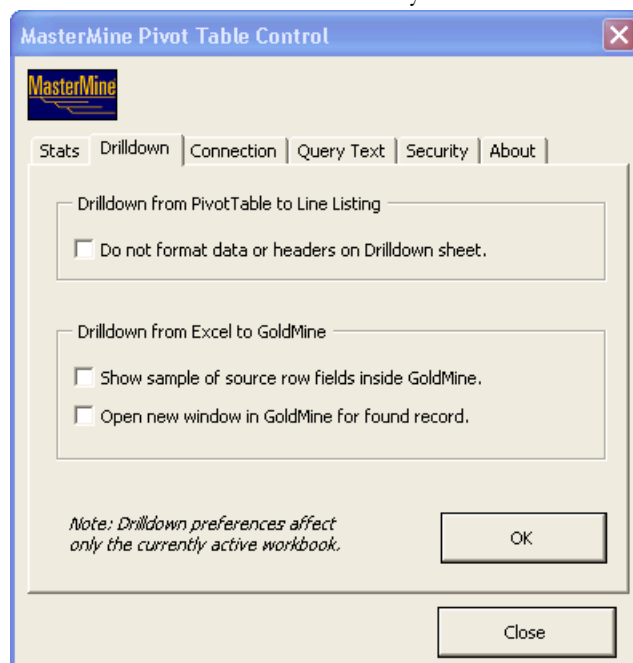 MasterMine Pivot Table Control
MasterMine
Stats Drilldown Connection Query Text Security About
Drilldown from PivotTable to Line Listing
Do not format data or headers on Drilldown sheet.
Drilldown from Excel to GoldMine
Show sample of source row fields inside GoldMine.
Open new window in GoldMine for found record.
Note: Drilldown preferences affect
only the currently active workbook.
OK
Close